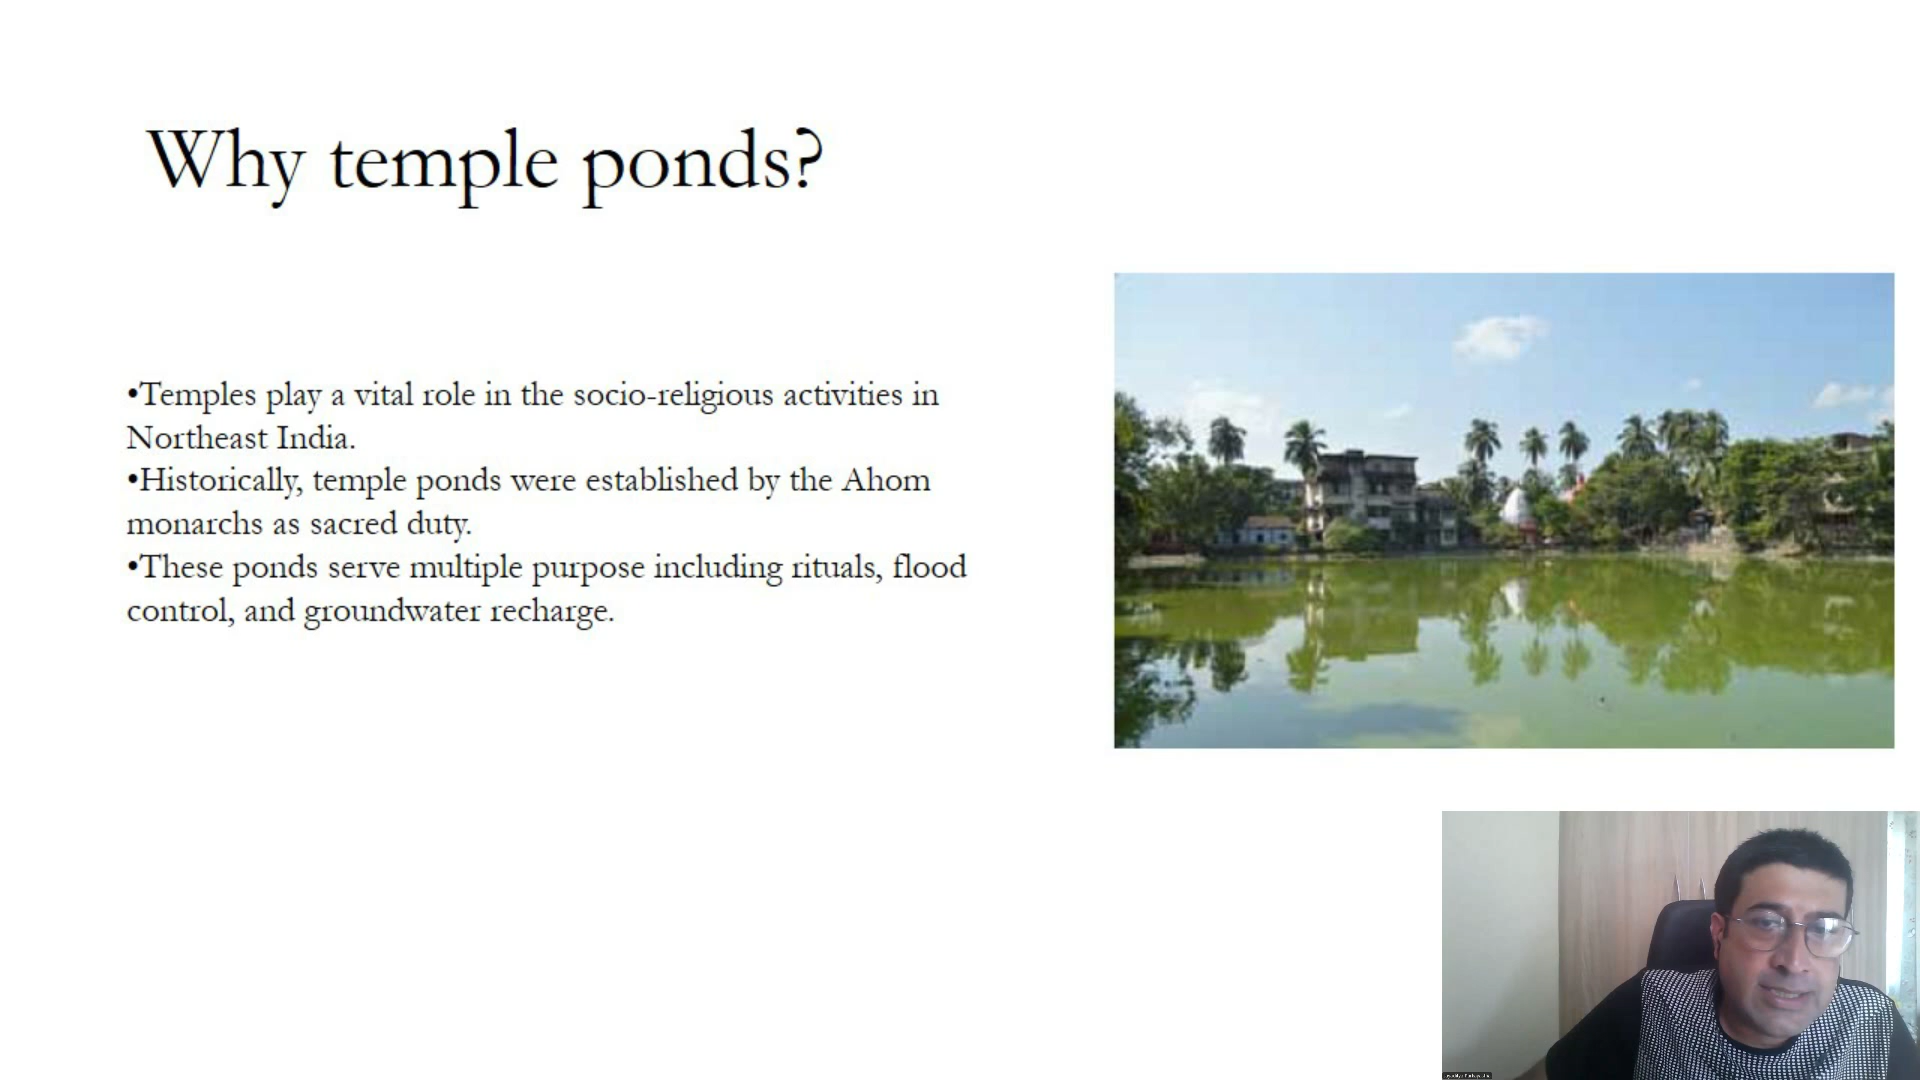 Why temple ponds?
•Temples play a vital role in the socio-religious activities in
Northeast India.
•Historically, temple ponds were established by the Ahom
monarchs as sacred duty.
•These ponds serve multiple purpose including rituals, flood
control, and groundwater recharge.